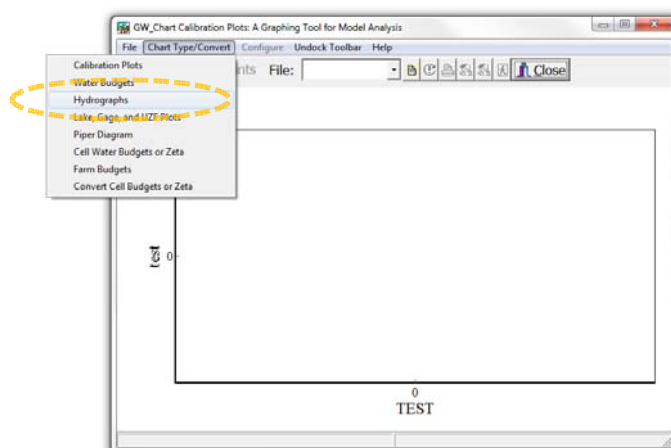 GW_Chart Calibration Plots: A Graphing Tool for Model Analysis
File Chart Type/Convert Configure Undock Toolbar Help
nts File: Close
Calibration Plots
Water Budgets
Hydrographs
Lake, Gage, and UZF Plots
Piper Diagram
Cell Water Budgets or Zeta
Farm Budgets
Convert Cell Budgets or Zeta
test 0
0
TEST